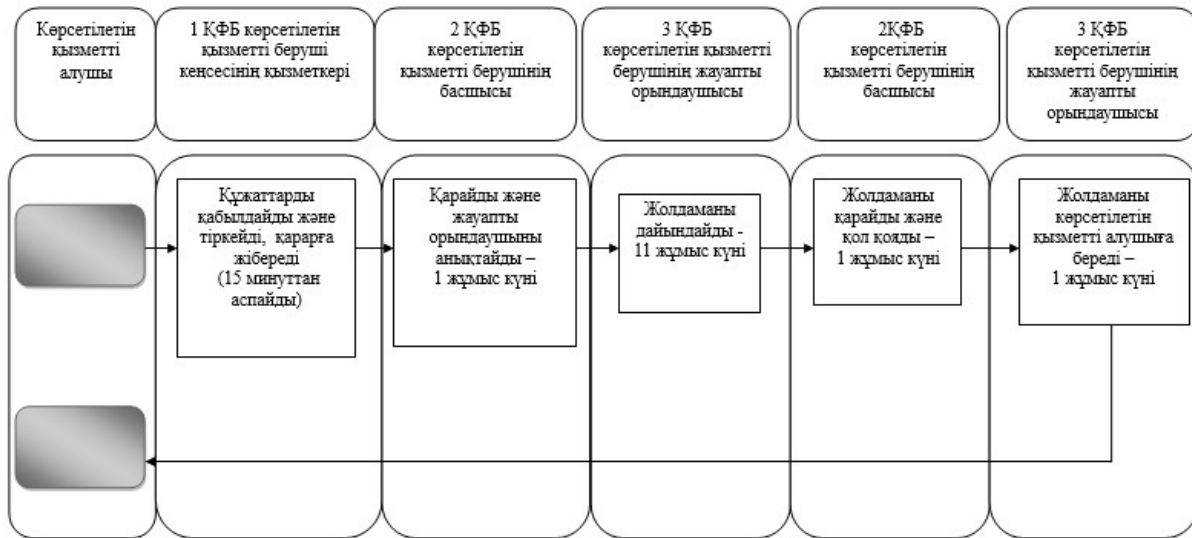 Көрсетілетін
қызметті
алушы
1 ҚФБ көрсетілетін
қызметті беруші
кеңсесінің қызметкері
2 ҚФБ
көрсетілетін
қызметті берушінің
басшысы
3 ҚФБ
көрсетілетін қызметті
берушінің жауапты
орындаушысы
2ҚФБ
көрсетілетін
қызметті берушінің
басшысы
3 ҚФБ
көрсетілетін
қызметті берушінің
жауапты
орындаушысы
Құжаттарды
қабылдайды және
тіркейді, қарарға
жібереді
(15 минуттан
аспайды)
Қарайды және
жауапты
орындаушыны
анықтайды –
1 жұмыс күні
Жолдаманы
дайындайды -
11 жұмыс күні
Жолдаманы
қарайды және
қол қояды –
1 жұмыс күні
Жолдаманы
көрсетілетін
қызметті алушыға
береді –
1 жұмыс күні